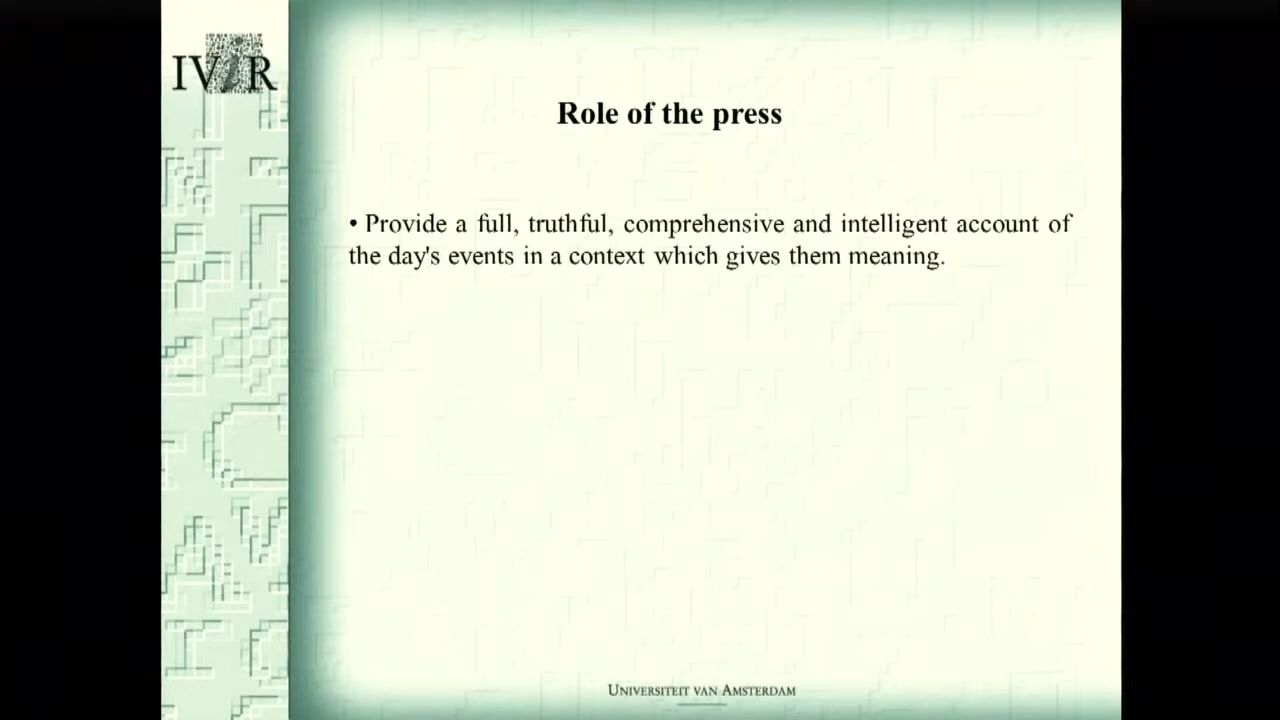 IViR
Role of the press
• Provide a full, truthful, comprehensive and intelligent account of
the day's events in a context which gives them meaning.
UNIVERSITEIT VAN AMSTERDAM